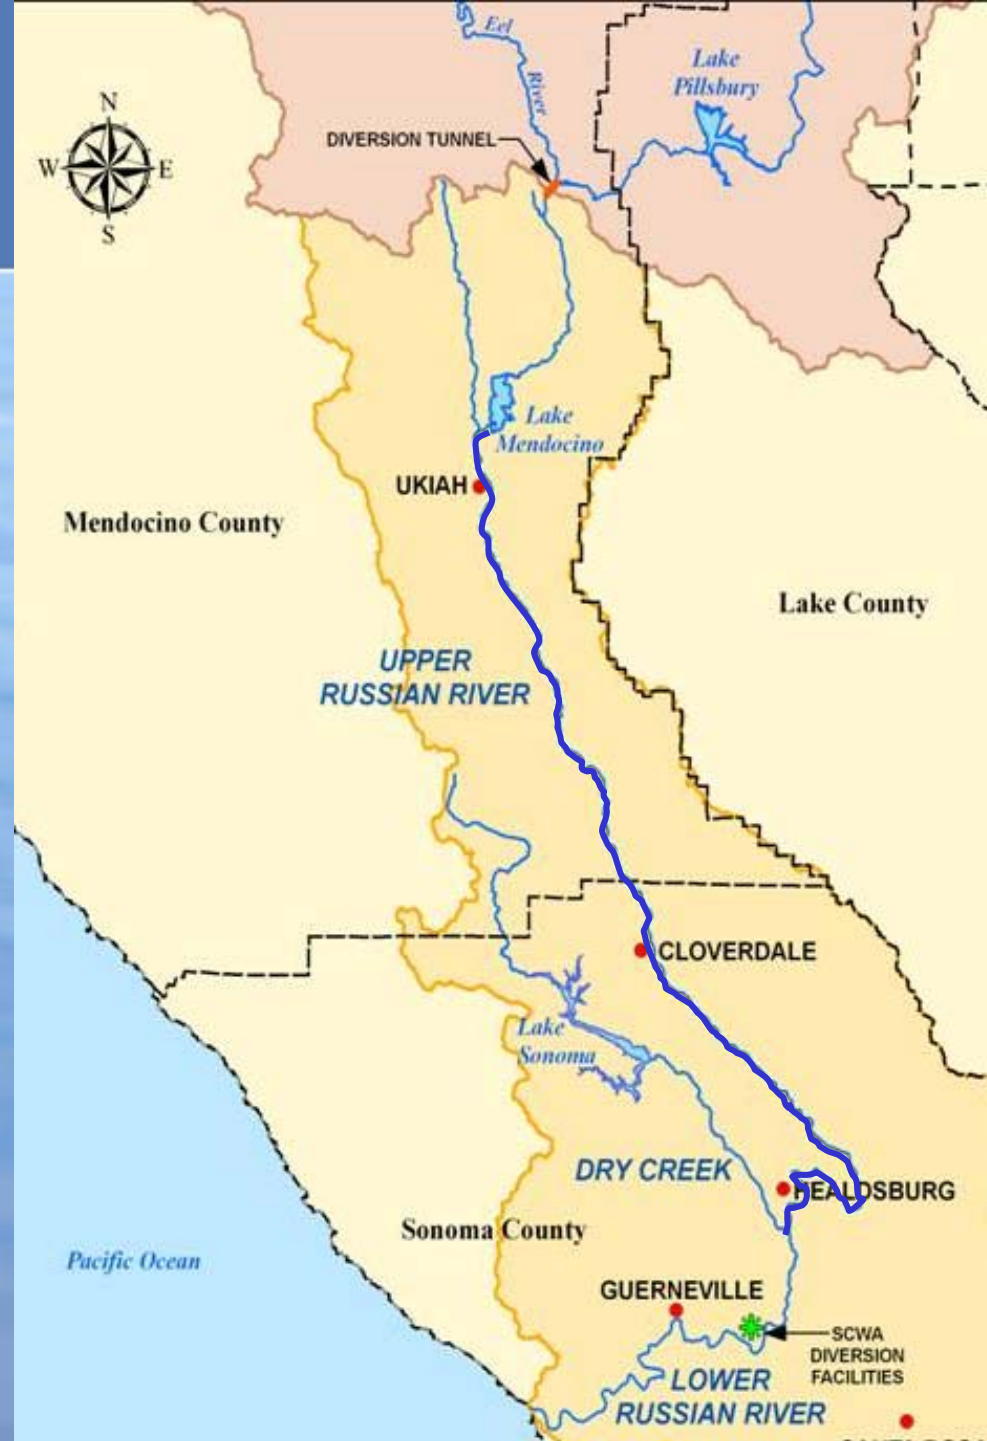 Eel
River
Lake
Pillsbury
DIVERSION TUNNEL
N
W
E
S
Lake
Mendocino
UKIAH
Mendocino County
Lake County
UPPER
RUSSIAN RIVER
CLOVERDALE
Lake
Sonoma
DRY CREEK
HEALDSBURG
Sonoma County
Pacific Ocean
GUERNEVILLE
SCWA
DIVERSION
FACILITIES
LOWER
RUSSIAN RIVER